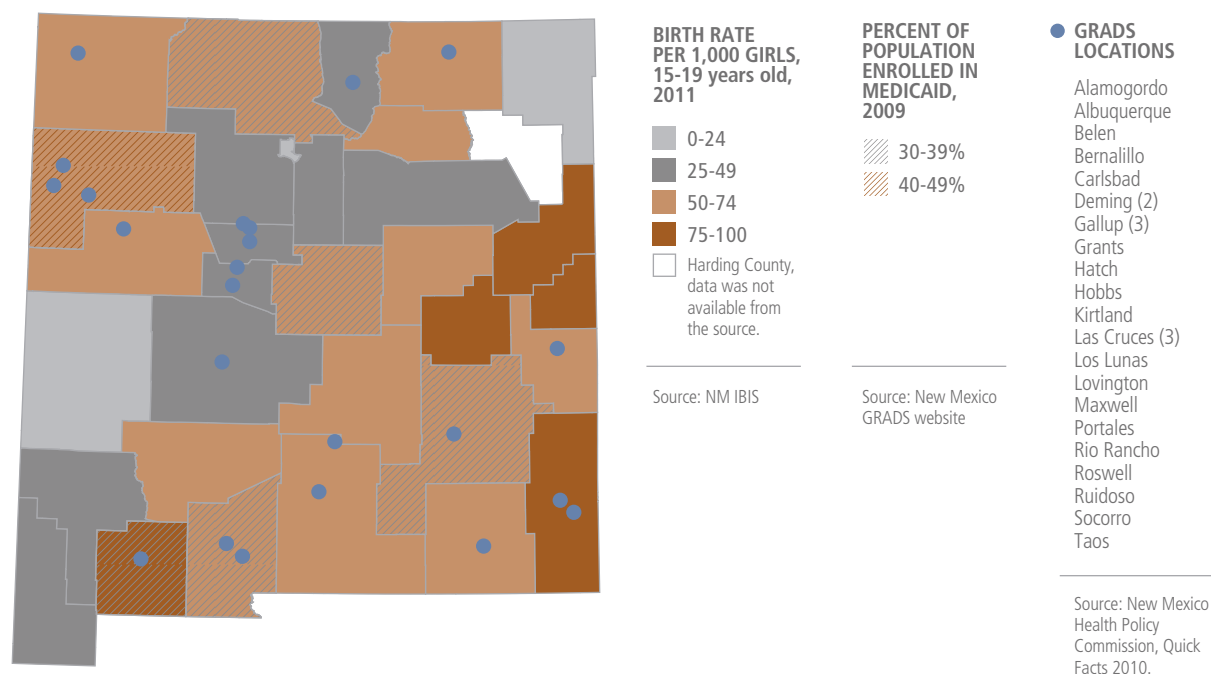 BIRTH RATE
PER 1,000 GIRLS,
15-19 years old,
2011
0-24
25-49
50-74
75-100
Harding County,
data was not
available from
the source.
Source: NM IBIS
PERCENT OF
POPULATION
ENROLLED IN
MEDICAID,
2009
30-39%
40-49%
Source: New Mexico
GRADS website
GRADS
LOCATIONS
Alamogordo
Albuquerque
Belen
Bernalillo
Carlsbad
Deming (2)
Gallup (3)
Grants
Hatch
Hobbs
Kirtland
Las Cruces (3)
Los Lunas
Lovington
Maxwell
Portales
Rio Rancho
Roswell
Ruidoso
Socorro
Taos
Source: New Mexico
Health Policy
Commission, Quick
Facts 2010.